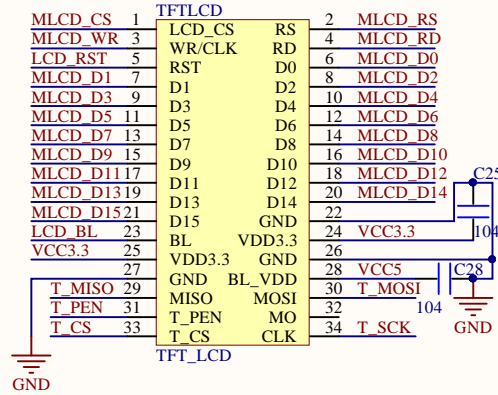 TFTLCD
MLCD_CS 1 LCD_CS RS 2 MLCD_RS
MLCD_WR 3 WR/CLK RD 4 MLCD_RD
LCD_RST 5 RST D0 6 MLCD_D0
MLCD_D1 7 D1 D2 8 MLCD_D2
MLCD_D3 9 D3 D4 10 MLCD_D4
MLCD_D5 11 D5 D6 12 MLCD_D6
MLCD_D7 13 D7 D8 14 MLCD_D8
MLCD_D9 15 D9 D10 16 MLCD_D10
MLCD_D11 17 D11 D12 18 MLCD_D12 C25
MLCD_D13 19 D13 D14 20 MLCD_D14
MLCD_D15 21 D15 GND 22
LCD_BL 23 BL VDD3.3 24 VCC3.3 104
VCC3.3 25 VDD3.3 GND 26
27 GND BL_VDD 28 VCC5 C28
T_MISO 29 MISO MOSI 30 T_MOSI 104
T_PEN 31 T_PEN MO 32
T_CS 33 T_CS CLK 34 T_SCK GND
TFT_LCD
GND